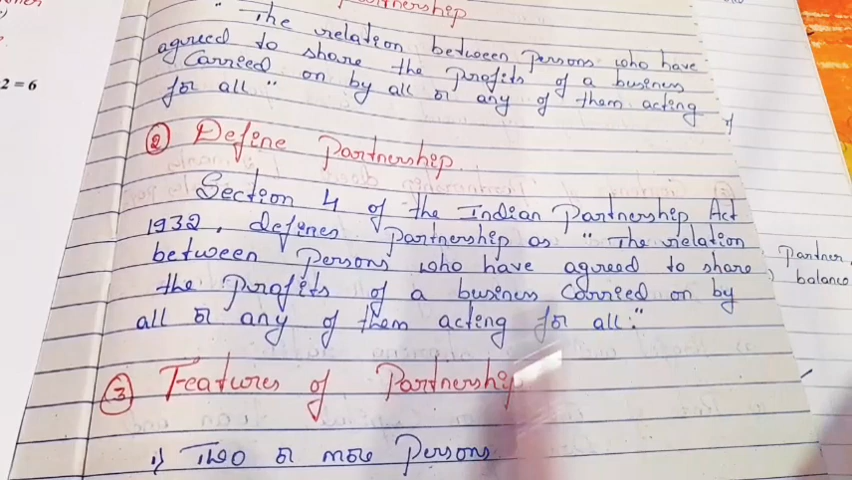 Partnership
" The relation between persons who have
agreed to share the profits of a business
Carried on by all or any of them acting
for all "
2 = 6
② Define Partnership
Section 4 of the Indian Partnership Act
1932, defines partnership as " The relation
between Persons who have agreed to share
the Profits of a business Carried on by
all or any of them acting for all."
Partner
balance
③ Features of Partnership
i) Two or more Persons